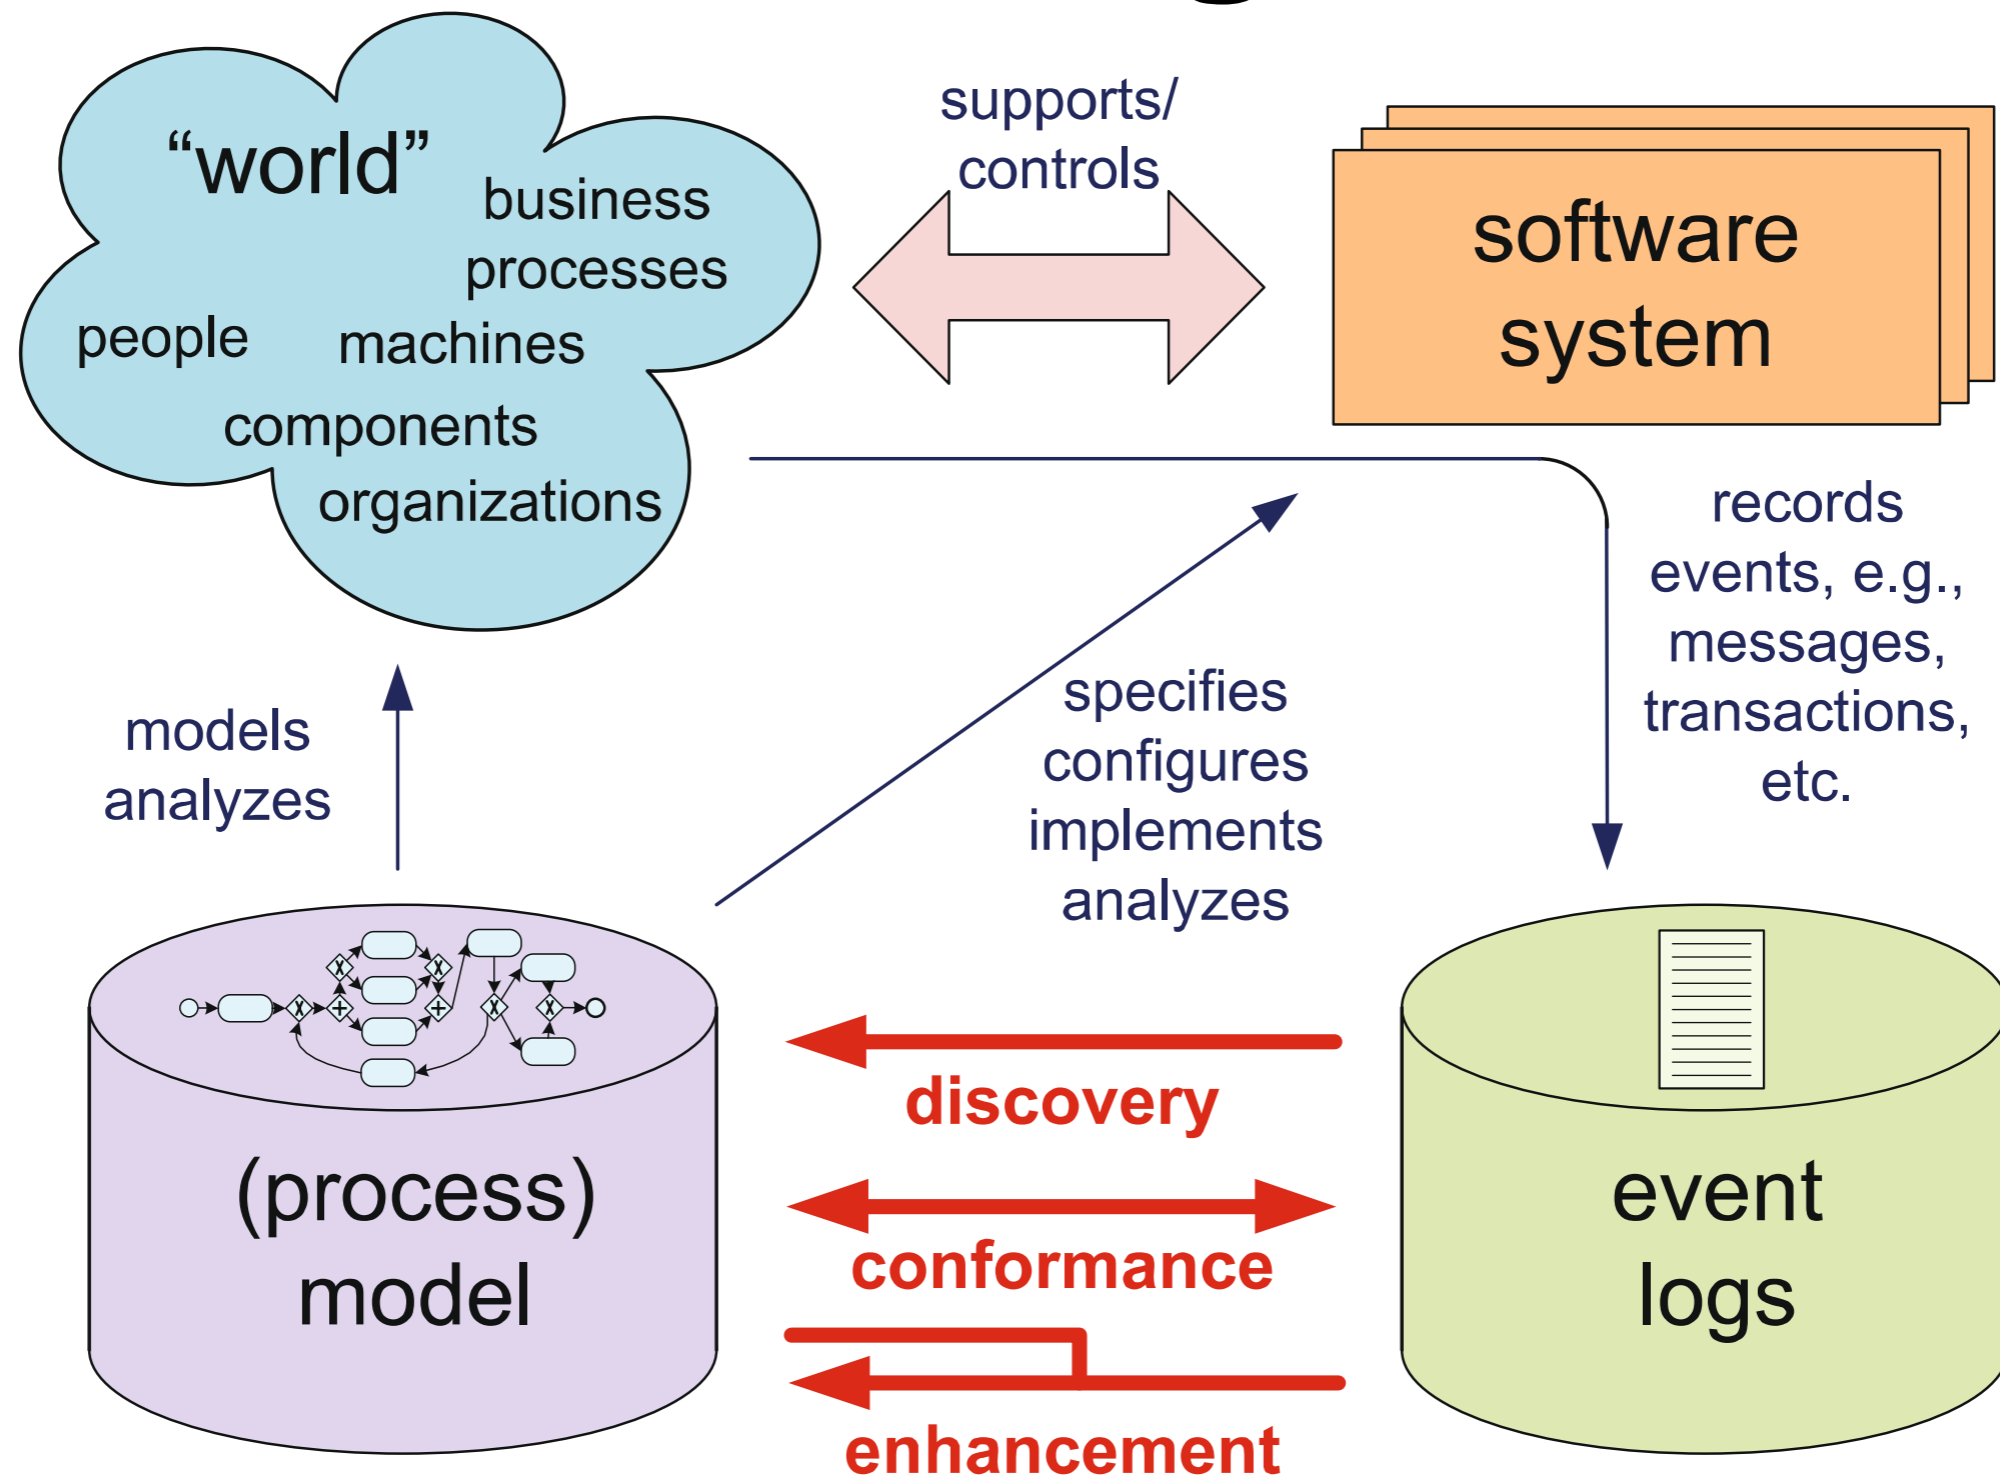 “world”
business
processes
people
machines
components
organizations
supports/
controls
software
system
records
events, e.g.,
messages,
transactions,
etc.
models
analyzes
specifies
configures
implements
analyzes
(process)
model
discovery
conformance
enhancement
event
logs